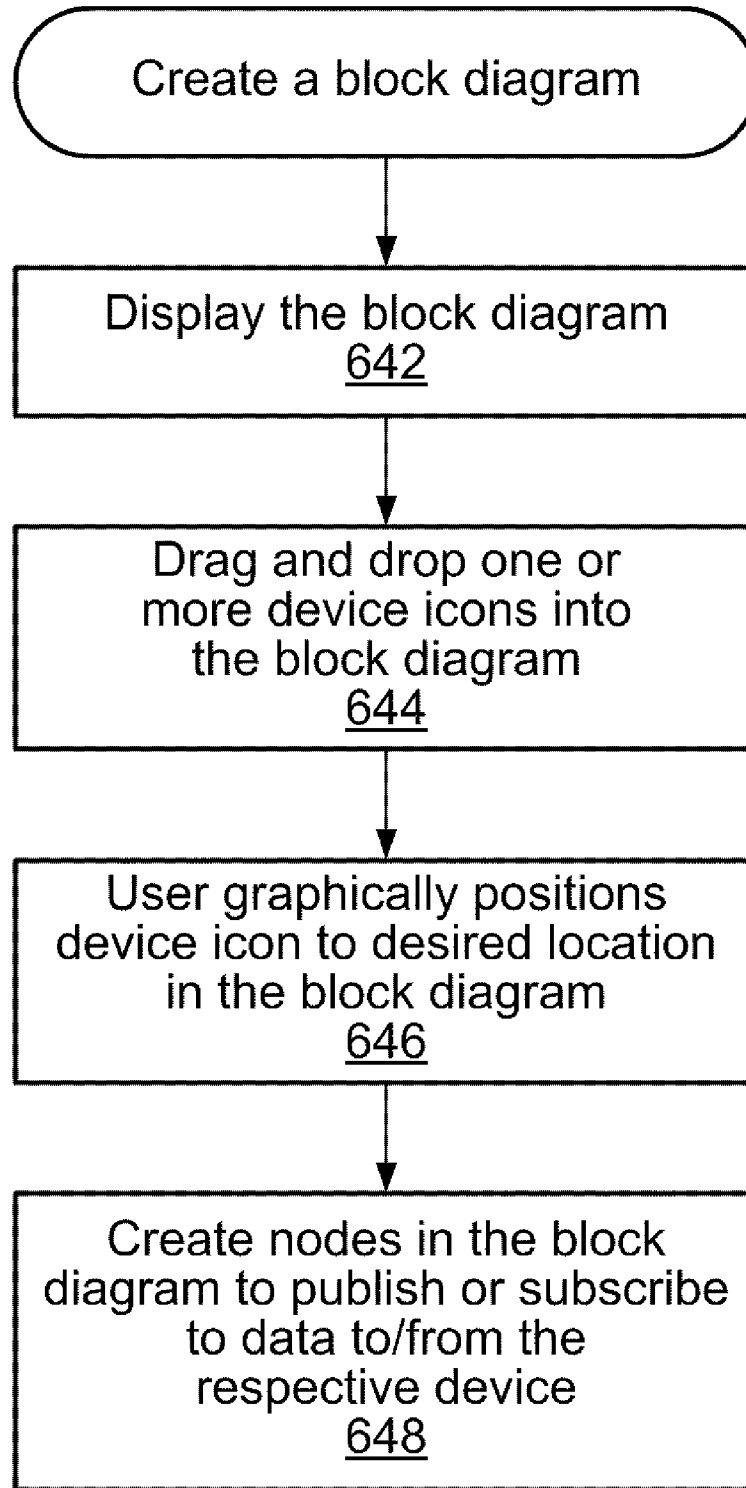 Create a block diagram
Display the block diagram
642
Drag and drop one or
more device icons into
the block diagram
644
User graphically positions
device icon to desired location
in the block diagram
646
Create nodes in the block
diagram to publish or subscribe
to data to/from the
respective device
648